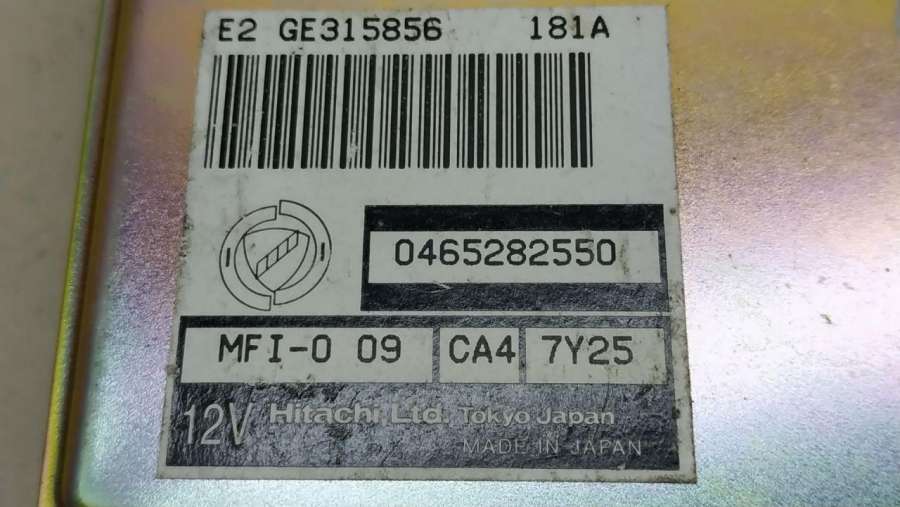 E2 GE315856 181A
0465282550
MFI-0 09 CA4 7Y25
12V Hitachi, Ltd. Tokyo Japan
MADE IN JAPAN